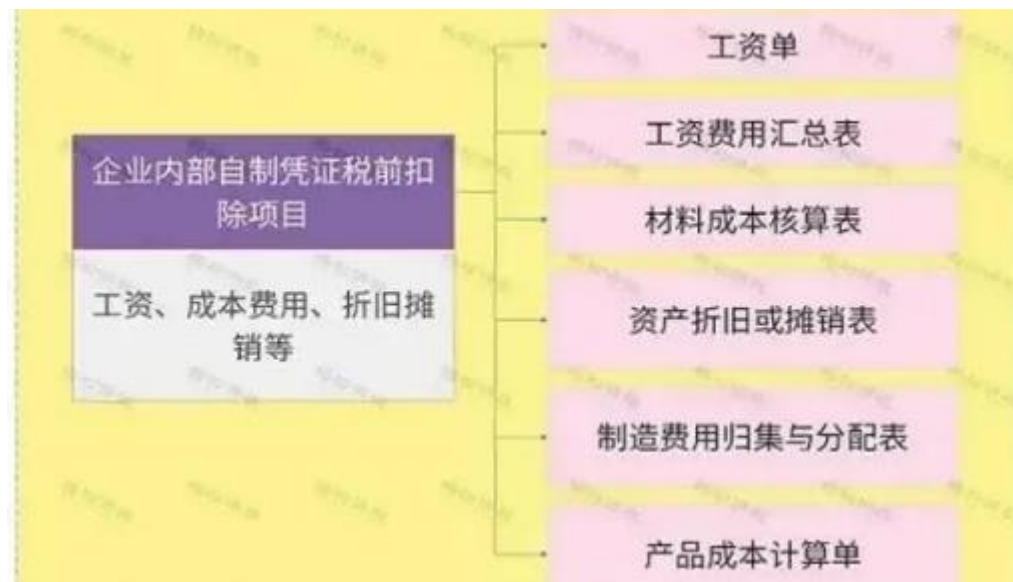 工资单
工资费用汇总表
企业内部自制凭证税前扣
除项目
材料成本核算表
工资、成本费用、折旧摊
销等
资产折旧或摊销表
制造费用归集与分配表
产品成本计算单